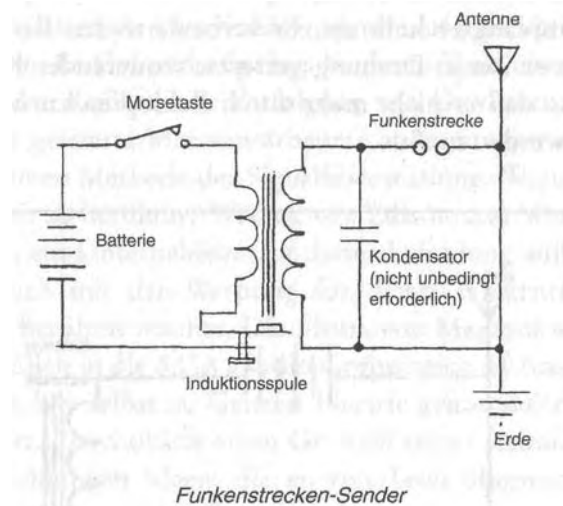 Antenne
Morsetaste
Funkenstrecke
Batterie
Kondensator
(nicht unbedingt
erforderlich)
Induktionsspule
Erde
Funkenstrecken-Sender